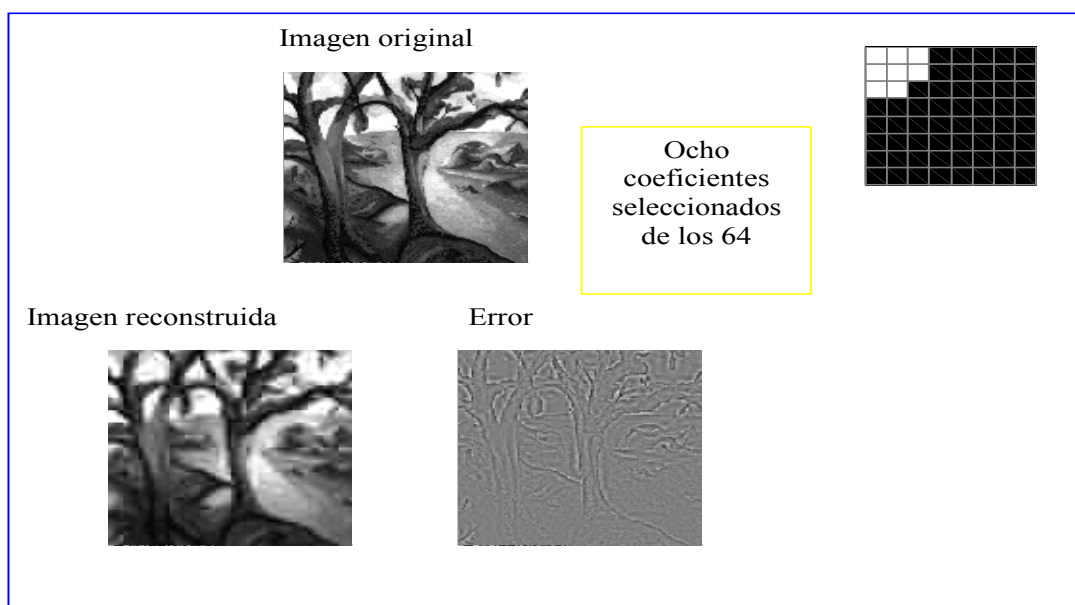 Imagen original
Ocho
coeficientes
seleccionados
de los 64
Imagen reconstruida
Error